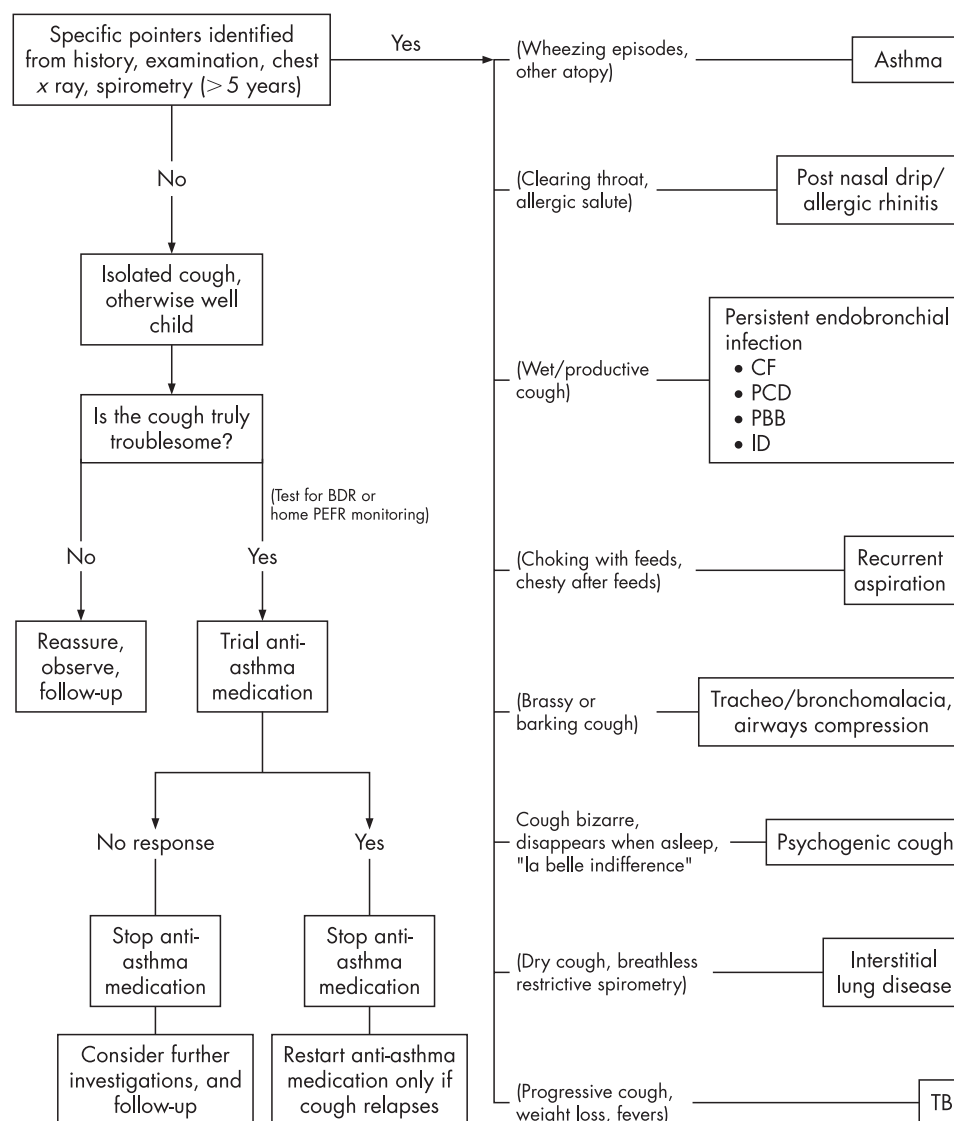 Specific pointers identified
from history, examination, chest
x ray, spirometry (>5 years)
Yes
No
Isolated cough,
otherwise well
child
Is the cough truly
troublesome?
(Test for BDR or
home PEFR monitoring)
No
Yes
Reassure,
observe,
follow-up
Trial anti-
asthma
medication
No response
Yes
Stop anti-
asthma
medication
Stop anti-
asthma
medication
Consider further
investigations, and
follow-up
Restart anti-asthma
medication only if
cough relapses
(Wheezing episodes,
other atopy)
Asthma
(Clearing throat,
allergic salute)
Post nasal drip/
allergic rhinitis
(Wet/productive
cough)
Persistent endobronchial
infection
• CF
• PCD
• PBB
• ID
(Choking with feeds,
chesty after feeds)
Recurrent
aspiration
(Brassy or
barking cough)
Tracheo/bronchomalacia,
airways compression
Cough bizarre,
disappears when asleep,
"la belle indifference"
Psychogenic cough
(Dry cough, breathless
restrictive spirometry)
Interstitial
lung disease
(Progressive cough,
weight loss, fevers)
TB